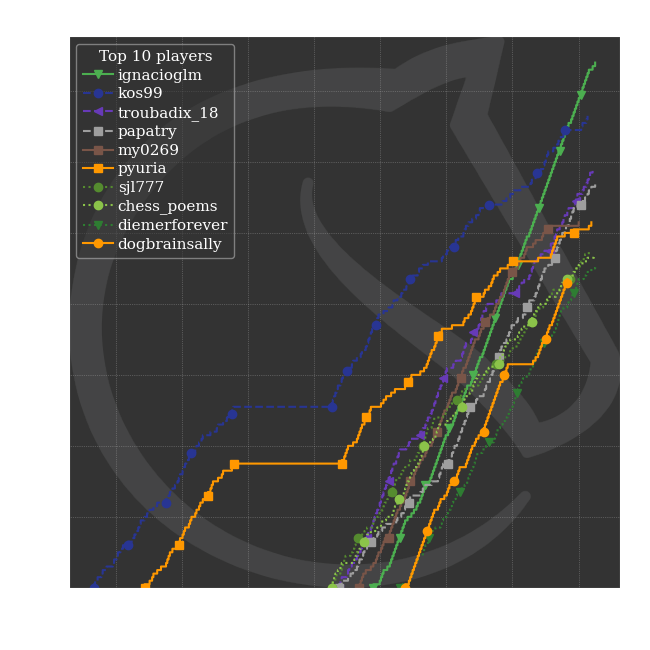 Top 10 players
ignacioglm
kos99
troubadix_18
papatry
my0269
pyuria
sjl777
chess_poems
diemerforever
dogbrainsally